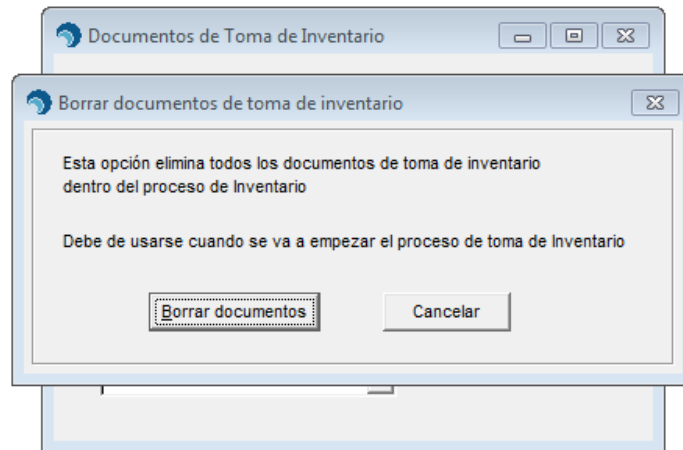 Documentos de Toma de Inventario
Borrar documentos de toma de inventario
Esta opción elimina todos los documentos de toma de inventario
dentro del proceso de Inventario
Debe de usarse cuando se va a empezar el proceso de toma de Inventario
Borrar documentos
Cancelar